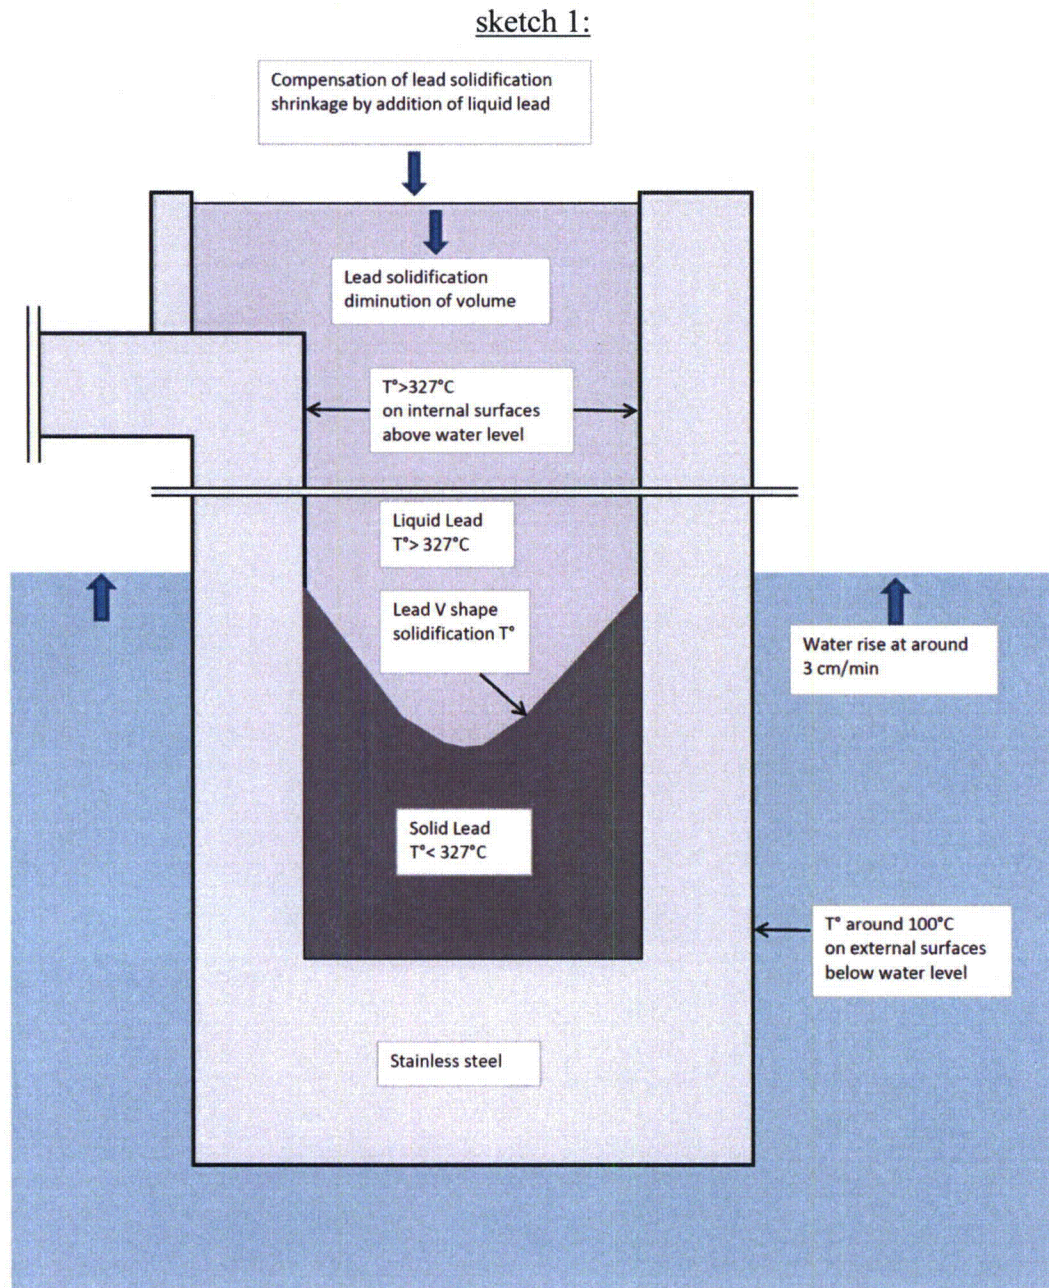 sketch 1:
Compensation of lead solidification
shrinkage by addition of liquid lead
Lead solidification
diminution of volume
T°>327°C
on internal surfaces
above water level
Liquid Lead
T°> 327°C
Lead V shape
solidification T°
Water rise at around
3 cm/min
Solid Lead
T°< 327°C
T° around 100°C
on external surfaces
below water level
Stainless steel